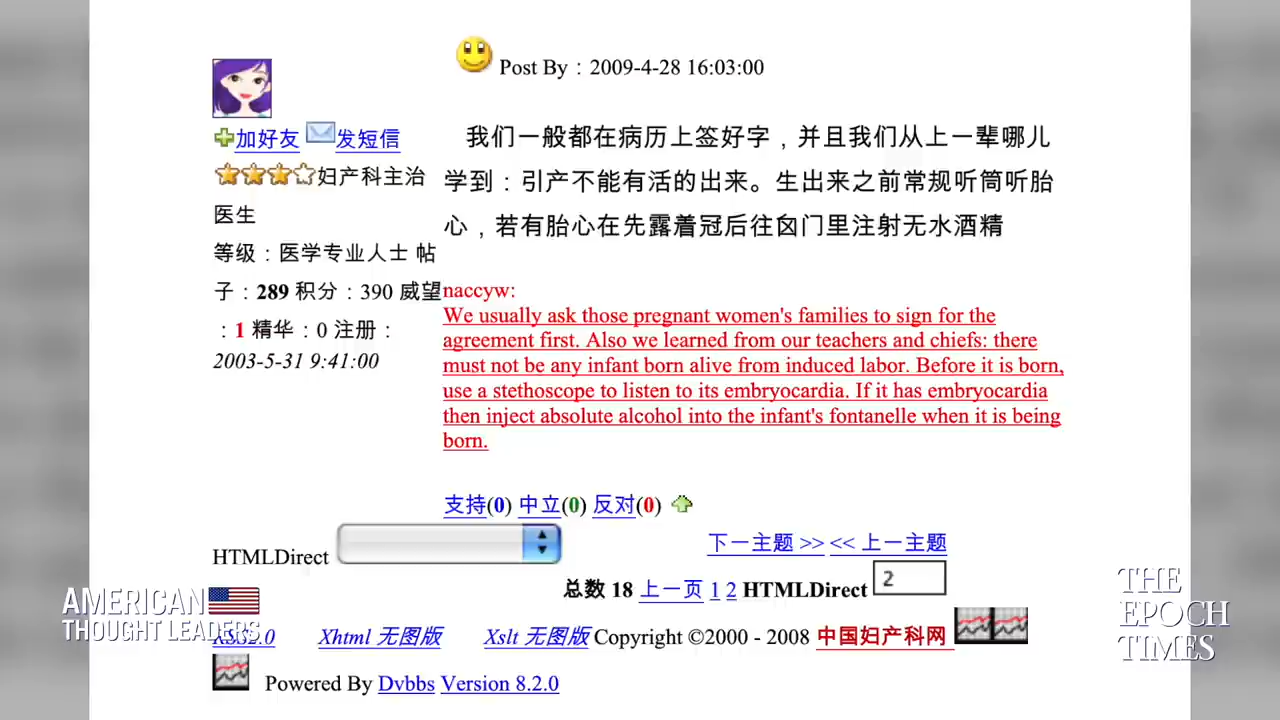 Post By：2009-4-28 16:03:00
加好友 发短信
妇产科主治
医生
等级：医学专业人士 帖
子：289 积分：390 威望
：1 精华：0 注册：
2003-5-31 9:41:00
我们一般都在病历上签好字，并且我们从上一辈哪儿
学到：引产不能有活的出来。生出来之前常规听筒听胎
心，若有胎心在先露着冠后往囟门里注射无水酒精
naccyw:
We usually ask those pregnant women's families to sign for the
agreement first. Also we learned from our teachers and chiefs: there
must not be any infant born alive from induced labor. Before it is born,
use a stethoscope to listen to its embryocardia. If it has embryocardia
then inject absolute alcohol into the infant's fontanelle when it is being
born.
支持(0) 中立(0) 反对(0)
HTMLDirect
下一主题 >> << 上一主题
总数 18 上一页 1 2 HTMLDirect 2
AMERICAN
THOUGHT LEADERS
THE
EPOCH
TIMES
Xhtml 无图版 Xslt 无图版 Copyright ©2000 - 2008 中国妇产科网
Powered By Dvbbs Version 8.2.0